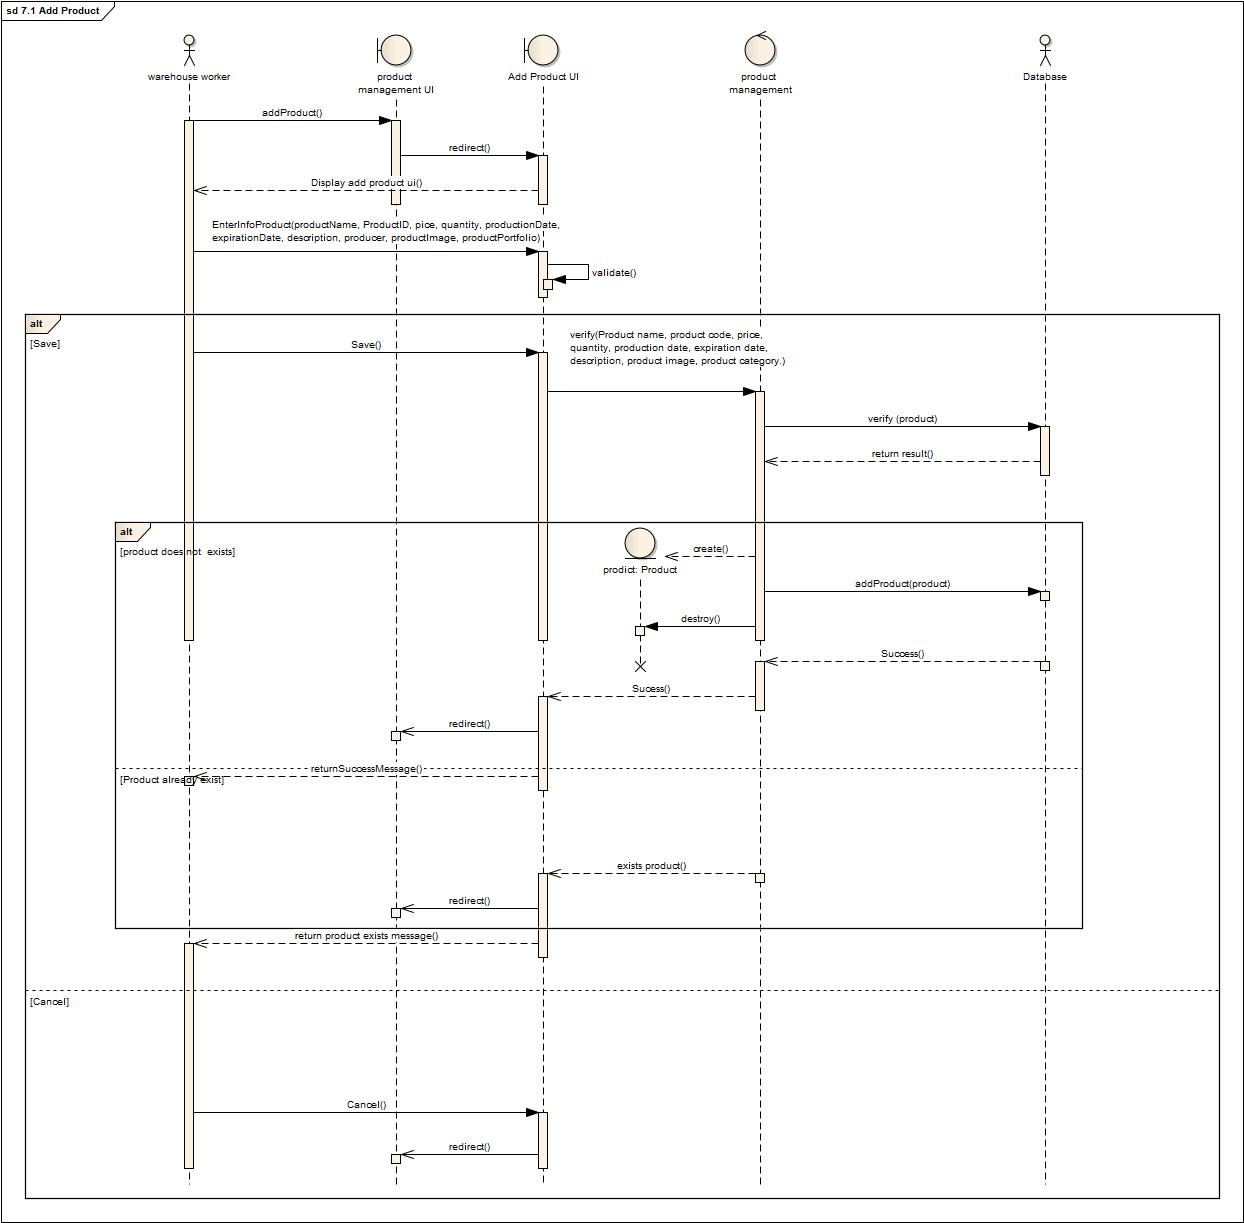 sd 7.1 Add Product
warehouse worker
product
management UI
Add Product UI
product
management
Database
addProduct()
redirect()
Display add product ui()
EnterInfoProduct(productName, ProductID, pice, quantity, productionDate,
expirationDate, description, producer, productImage, productPortfolio)
validate()
alt
[Save]
Save()
verify(Product name, product code, price,
quantity, production date, expiration date,
description, product image, product category.)
verify (product)
return result()
alt
[product does not  exists]
create()
prodict: Product
addProduct(product)
destroy()
Success()
Sucess()
redirect()
returnSuccessMessage()
[Product already exist]
exists product()
redirect()
return product exists message()
[Cancel]
Cancel()
redirect()